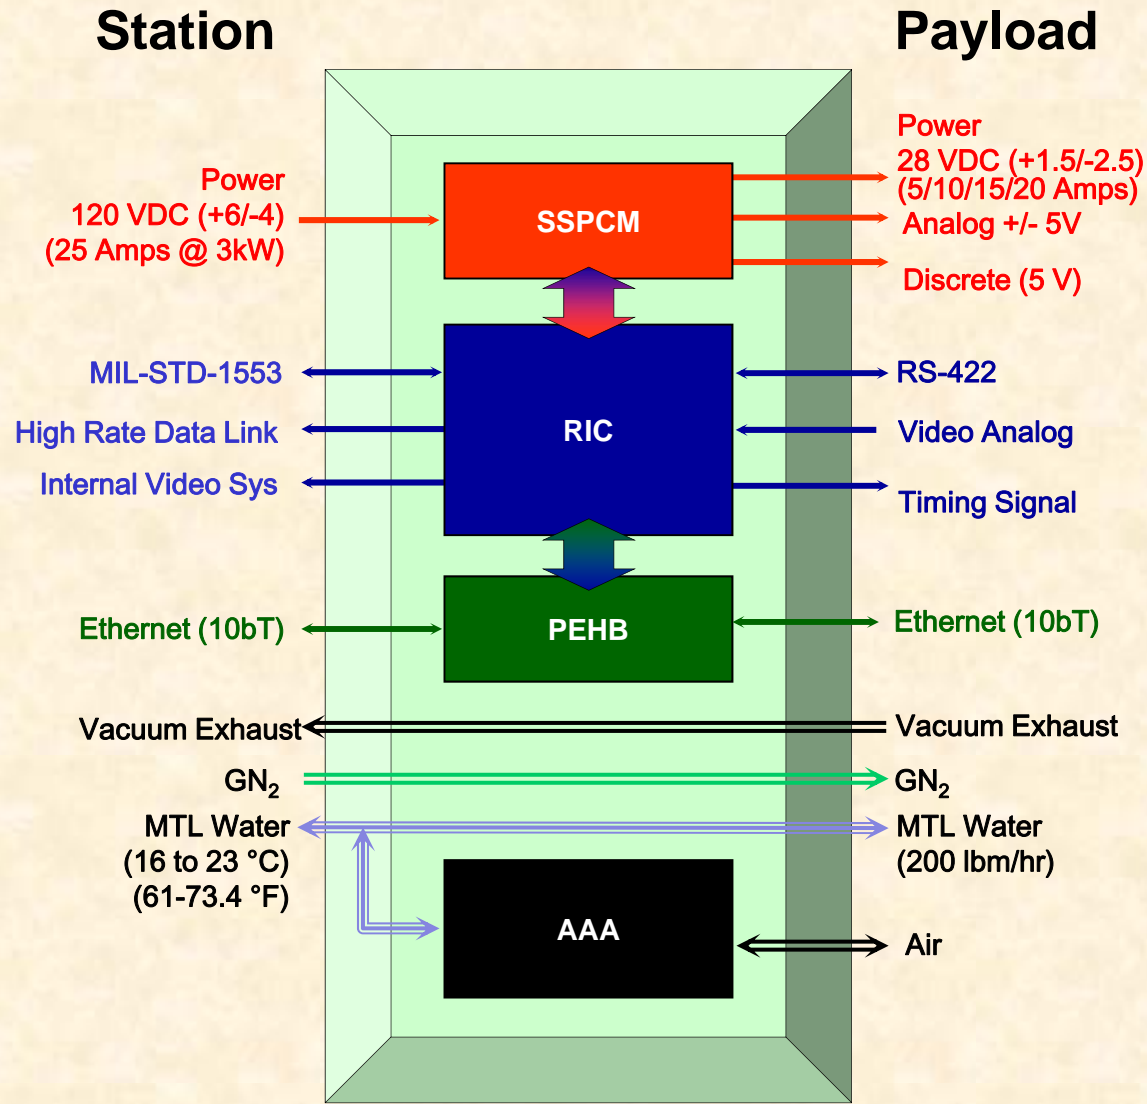 Station
Payload
Power
120 VDC (+6/-4)
(25 Amps @ 3kW)
SSPCM
Power
28 VDC (+1.5/-2.5)
(5/10/15/20 Amps)
Analog +/- 5V
Discrete (5 V)
MIL-STD-1553
High Rate Data Link
Internal Video Sys
RIC
RS-422
Video Analog
Timing Signal
Ethernet (10bT)
PEHB
Ethernet (10bT)
Vacuum Exhaust
Vacuum Exhaust
GN₂
GN₂
MTL Water
(16 to 23 °C)
(61-73.4 °F)
MTL Water
(200 lbm/hr)
AAA
Air